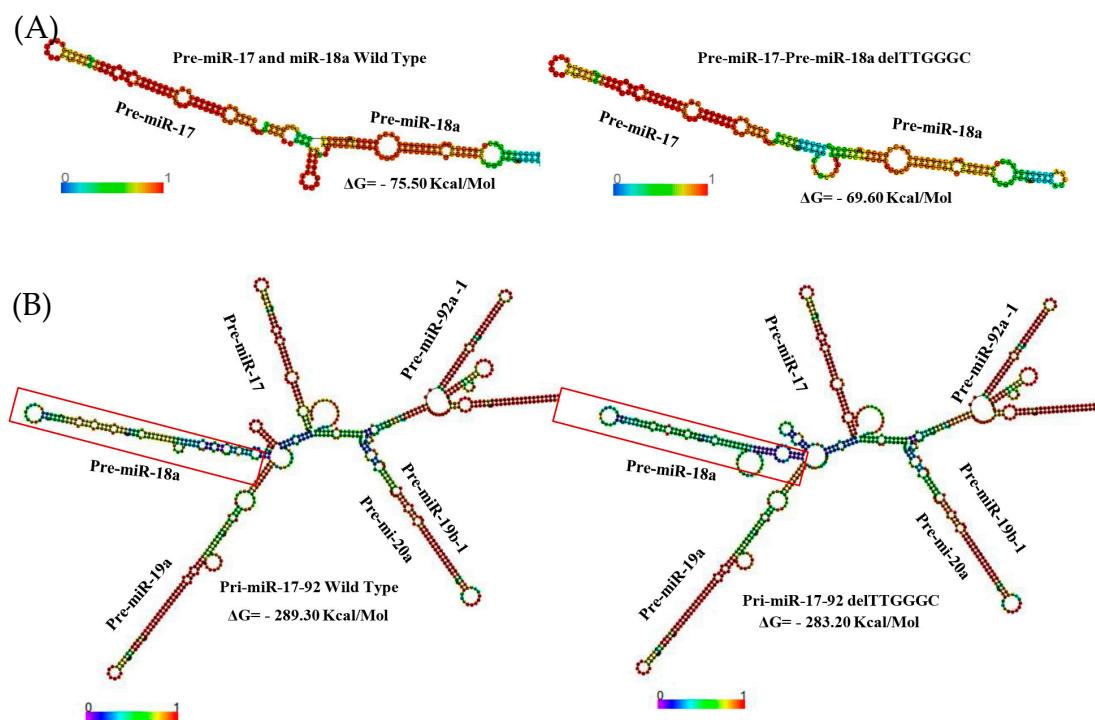 (A)
Pre-miR-17 and miR-18a Wild Type
Pre-miR-17
Pre-miR-18a
0 1
ΔG= - 75.50 Kcal/Mol
Pre-miR-17-Pre-miR-18a delTTGGGC
Pre-miR-17
Pre-miR-18a
0 1
ΔG= - 69.60 Kcal/Mol
(B)
Pre-miR-17
Pre-miR-92a -1
Pre-miR-18a
Pre-miR-19b-1
Pre-mi-20a
Pre-miR-19a
Pri-miR-17-92 Wild Type
ΔG= - 289.30 Kcal/Mol
0 1
Pre-miR-17
Pre-miR-92a -1
Pre-miR-18a
Pre-miR-19b-1
Pre-mi-20a
Pre-miR-19a
Pri-miR-17-92 delTTGGGC
ΔG= - 283.20 Kcal/Mol
0 1